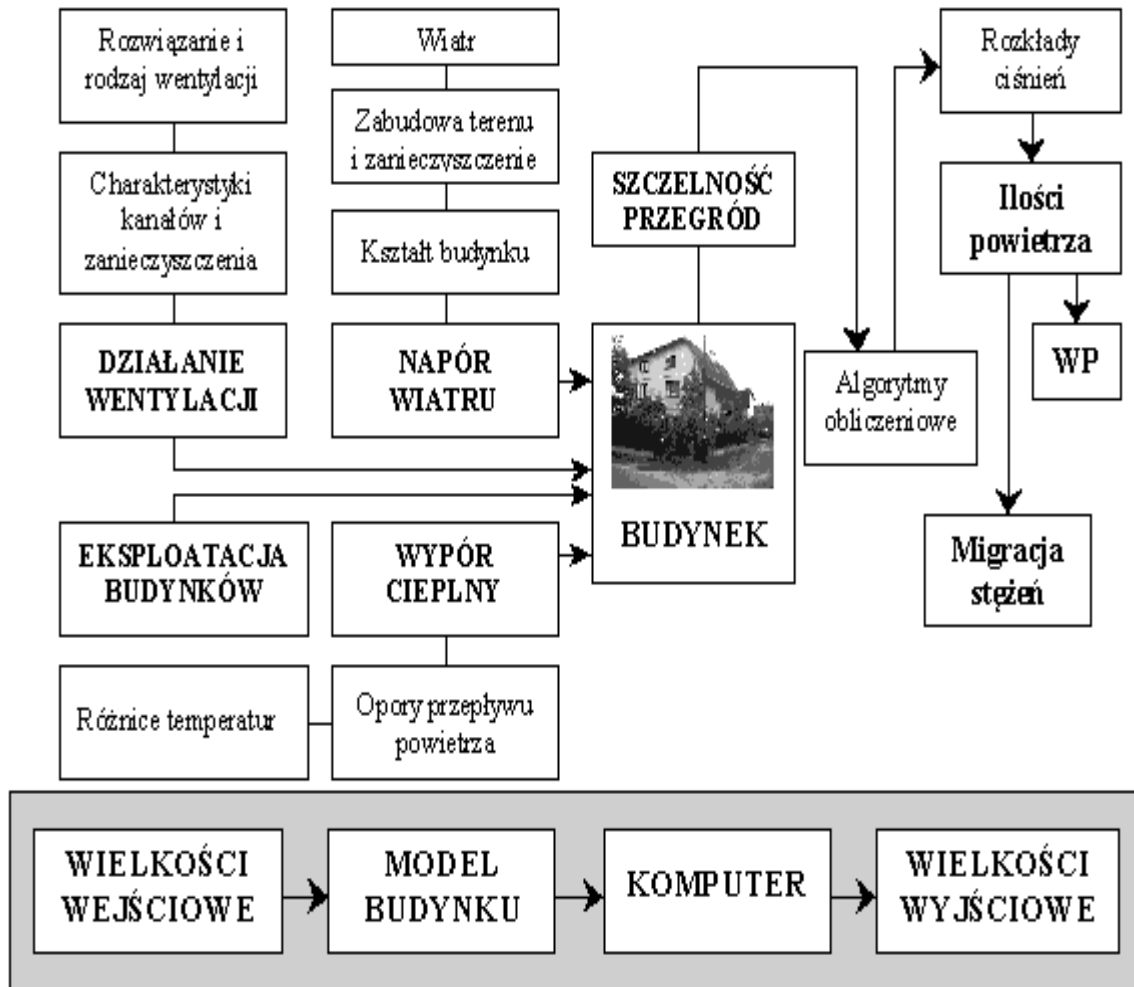 Rozwiązanie i
rodzaj wentylacji
Charakterystyki
kanałów i
zanieczyszczenia
DZIAŁANIE
WENTYLACJI
Wiatr
Zabudowa terenu
i zanieczyszczenie
Kształt budynku
NAPÓR
WIATRU
EKSPLOATACJA
BUDYNKÓW
WYPÓR
CIEPLNY
Różnice temperatur
Opory przepływu
powietrza
SZCZELNOŚĆ
PRZEGRÓD
BUDYNEK
Algorytmy
obliczeniowe
Rozkłady
ciśnień
Ilości
powietrza
WP
Migracja
stężeń
WIELKOŚCI
WEJŚCIOWE
MODEL
BUDYNKU
KOMPUTER
WIELKOŚCI
WYJŚCIOWE